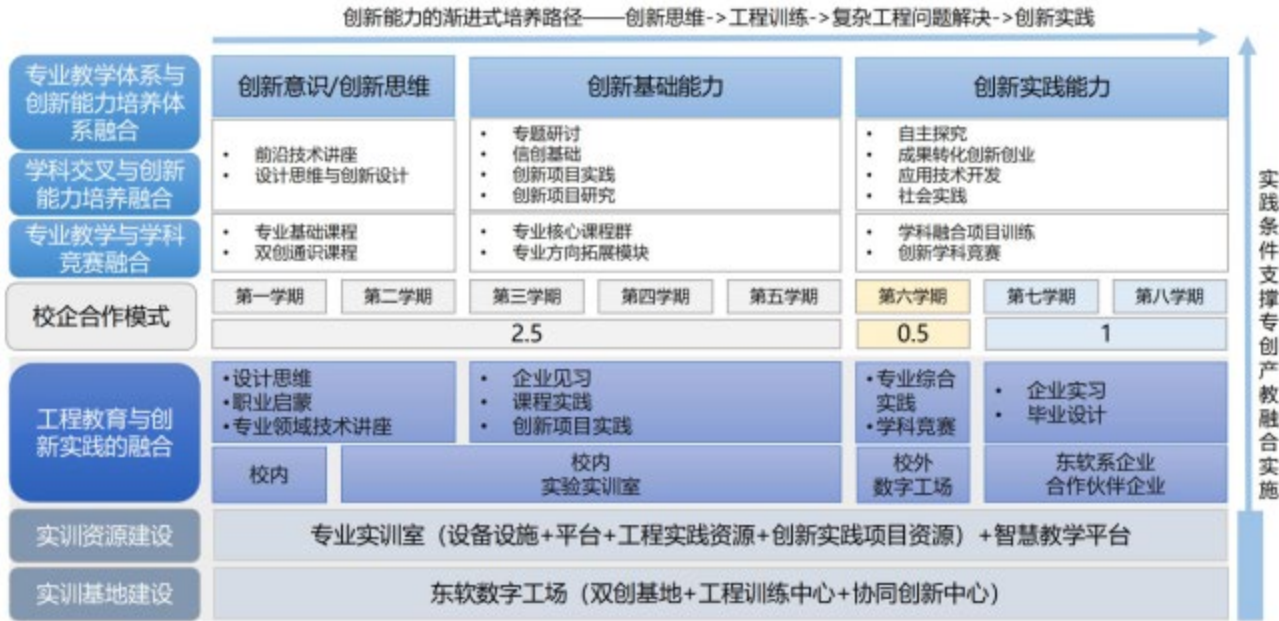 创新能力的渐进式培养路径——创新思维->工程训练->复杂工程问题解决->创新实践
专业教学体系与
创新能力培养体
系融合
创新意识/创新思维
创新基础能力
创新实践能力
学科交叉与创新
能力培养融合
• 前沿技术讲座
• 设计思维与创新设计
• 专题研讨
• 信创基础
• 创新项目实践
• 创新项目研究
• 自主探究
• 成果转化创新创业
• 应用技术开发
• 社会实践
专业教学与学科
竞赛融合
• 专业基础课程
• 双创通识课程
• 专业核心课程群
• 专业方向拓展模块
• 学科融合项目训练
• 创新学科竞赛
校企合作模式
第一学期
第二学期
第三学期
第四学期
第五学期
第六学期
第七学期
第八学期
2.5
0.5
1
工程教育与创
新实践的融合
•设计思维
•职业启蒙
•专业领域技术讲座
• 企业见习
• 课程实践
• 创新项目实践
•专业综合
实践
•学科竞赛
• 企业实习
• 毕业设计
校内
校内
实验实训室
校外
数字工场
东软系企业
合作伙伴企业
实训资源建设
专业实训室（设备设施+平台+工程实践资源+创新实践项目资源）+智慧教学平台
实训基地建设
东软数字工场（双创基地+工程训练中心+协同创新中心）
实践条件支撑专创产教融合实施